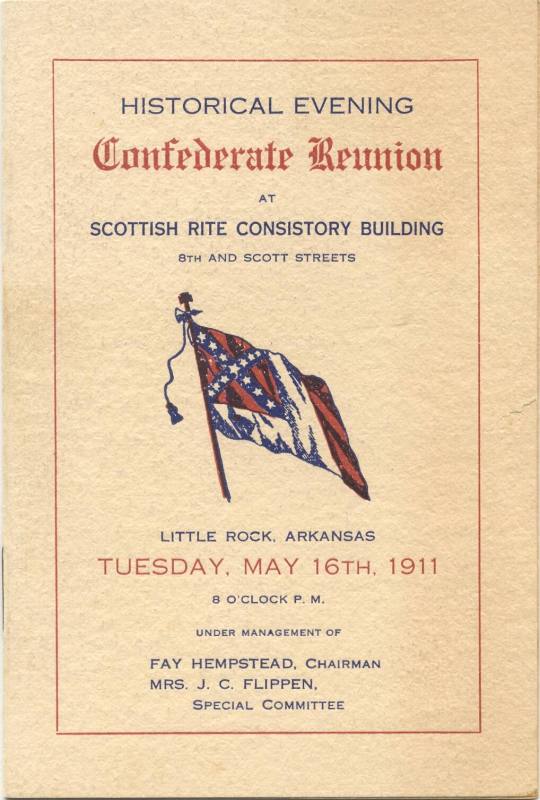 HISTORICAL EVENING
Confederate Reunion
AT
SCOTTISH RITE CONSISTORY BUILDING
8TH AND SCOTT STREETS
LITTLE ROCK, ARKANSAS
TUESDAY, MAY 16TH, 1911
8 O'CLOCK P. M.
UNDER MANAGEMENT OF
FAY HEMPSTEAD, CHAIRMAN
MRS. J. C. FLIPPEN,
SPECIAL COMMITTEE